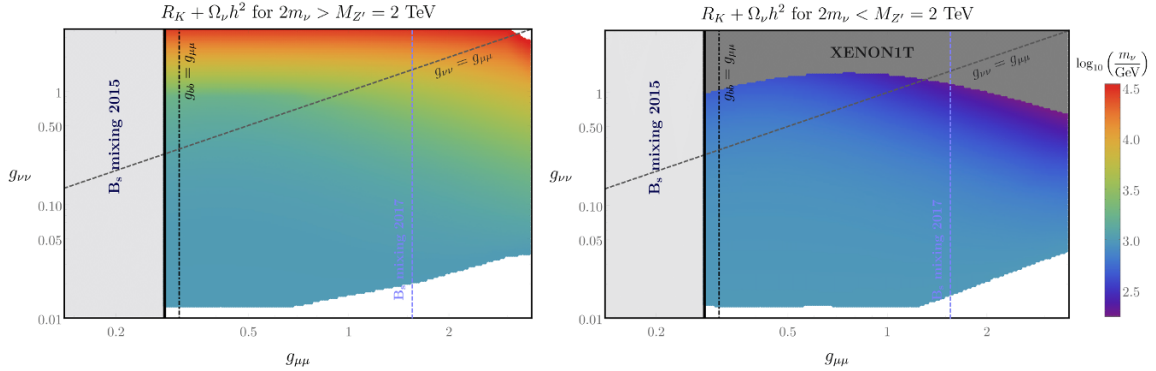 R_K + Ω_νh² for 2m_ν > M_Z′ = 2 TeV
B_s mixing 2015
g_bb = g_μμ
g_νν = g_μμ
B_s mixing 2017
1
0.50
0.10
0.05
0.01
g_νν
0.2
0.5
1
2
g_μμ
R_K + Ω_νh² for 2m_ν < M_Z′ = 2 TeV
XENON1T
B_s mixing 2015
g_bb = g_μμ
g_νν = g_μμ
B_s mixing 2017
1
0.50
0.10
0.05
0.01
g_νν
0.2
0.5
1
2
g_μμ
log₁₀(m_ν/GeV)
4.5
4.0
3.5
3.0
2.5